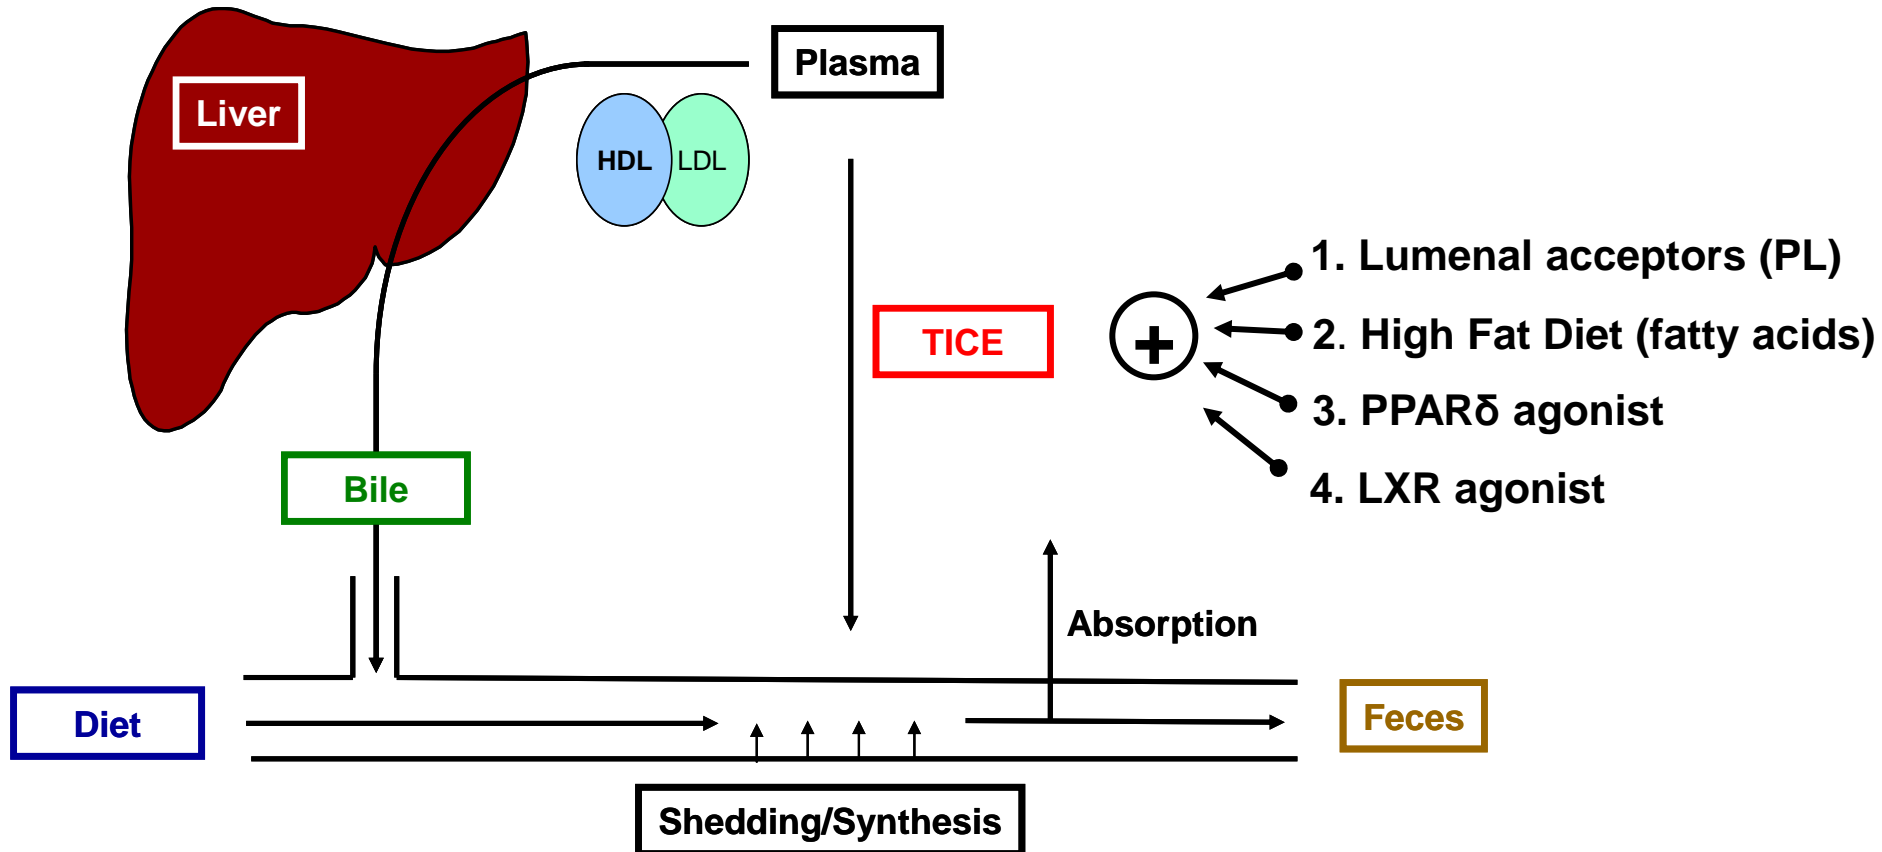 Liver
Plasma
HDL
LDL
1. Lumenal acceptors (PL)
TICE
+
2. High Fat Diet (fatty acids)
3. PPARδ agonist
4. LXR agonist
Bile
Absorption
Diet
Feces
Shedding/Synthesis